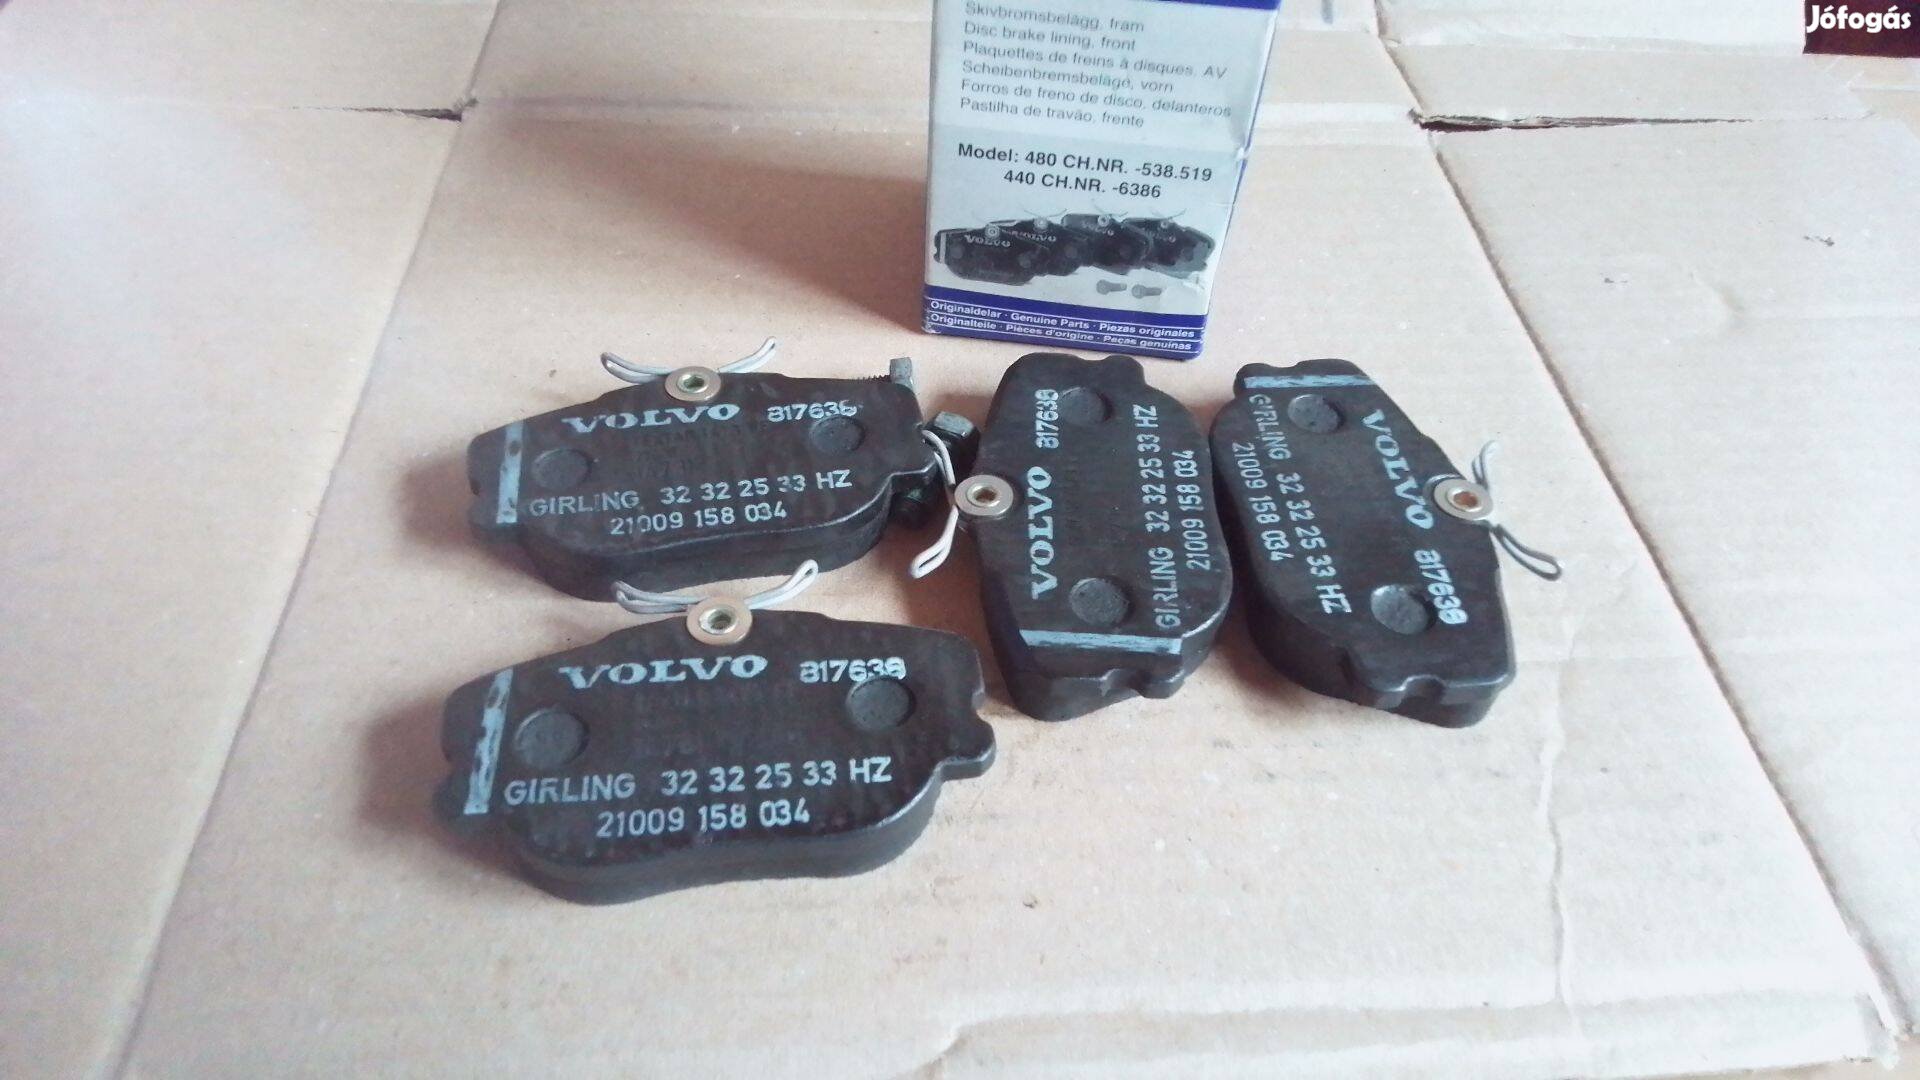 Jófogás
Skivbromsbelägg, fram
Disc brake lining, front
Plaquettes de freins à disques, AV
Scheibenbremsbeläge, vorn
Forros de freno de disco, delanteros
Pastilha de travão, frente
Model: 480 CH.NR. -538.519
440 CH.NR. -6386
VOLVO
Originaldelar · Genuine Parts · Piezas originales
Originalteile · Pièces d'origine · Peças genuinas
VOLVO 817636
GIRLING 32 32 25 33 HZ
21009 158 034
VOLVO 817636
GIRLING 32 32 25 33 HZ
21009 158 034
VOLVO 817636
GIRLING 32 32 25 33 HZ
21009 158 034
VOLVO 817636
GIRLING 32 32 25 33 HZ
21009 158 034